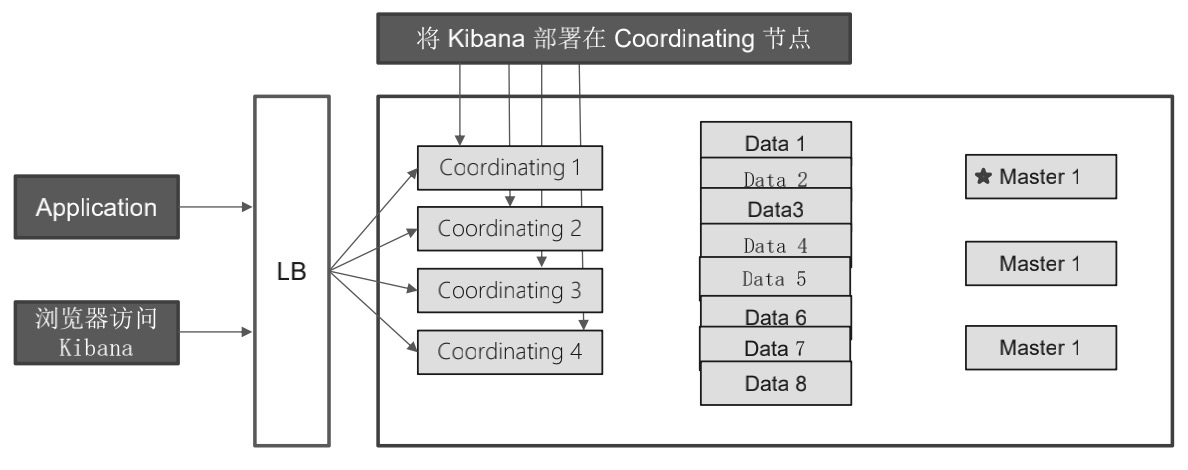 将 Kibana 部署在 Coordinating 节点
Application
浏览器访问
Kibana
LB
Coordinating 1
Coordinating 2
Coordinating 3
Coordinating 4
Data 1
Data 2
Data3
Data 4
Data 5
Data 6
Data 7
Data 8
Master 1
Master 1
Master 1